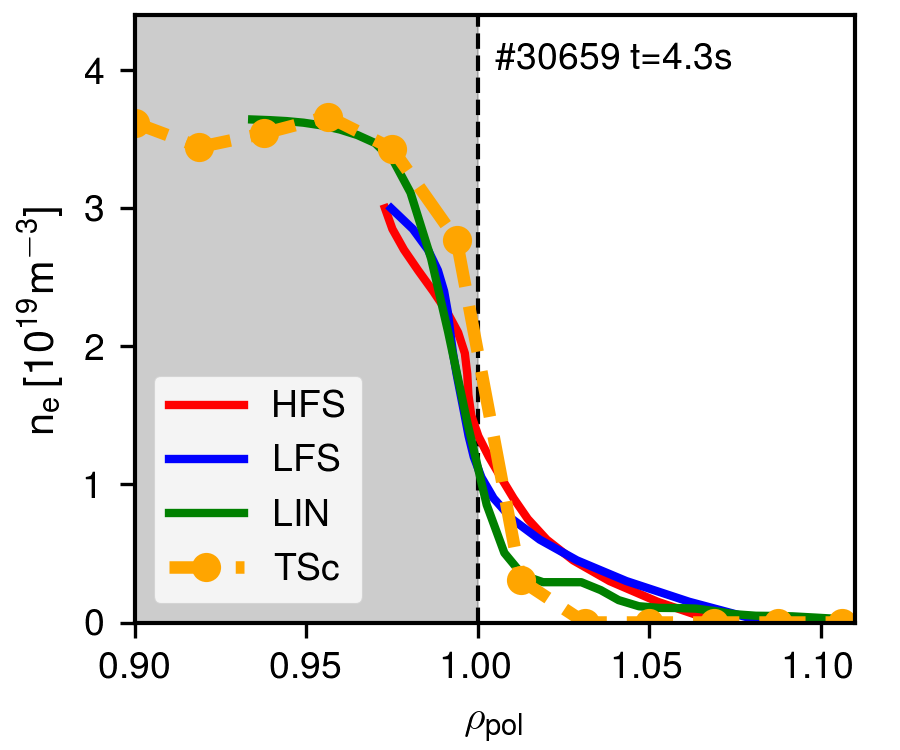 #30659 t=4.3s
4
3
2
1
0
nₑ [10¹⁹m⁻³]
HFS
LFS
LIN
TSc
0.90 0.95 1.00 1.05 1.10
ρpol